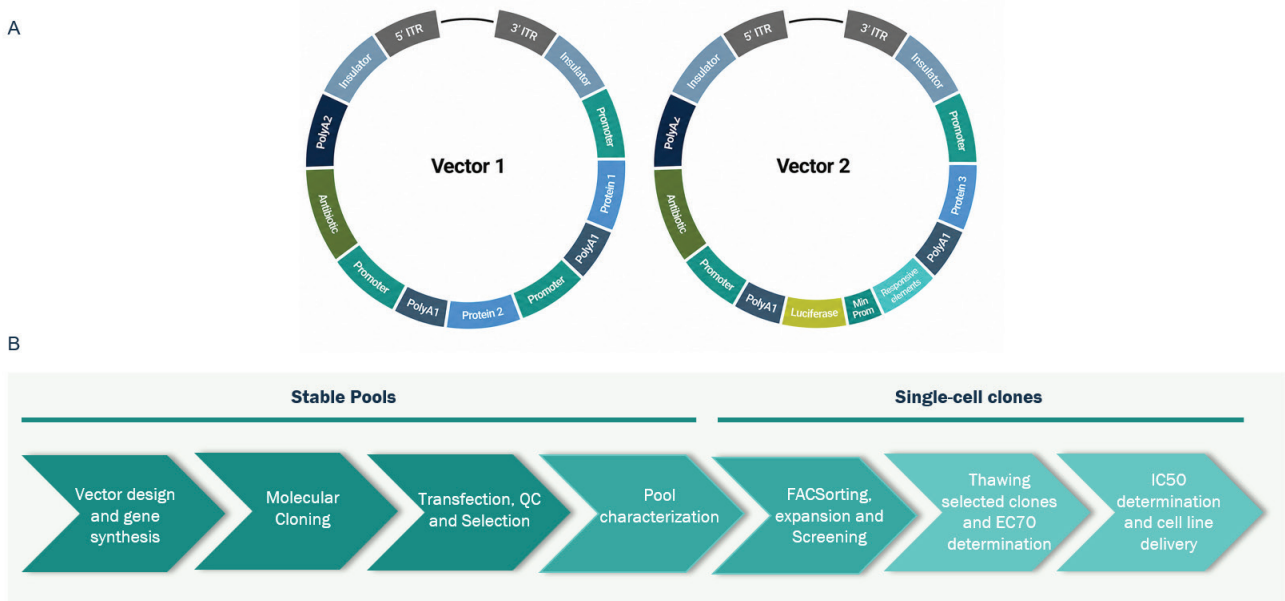 A
5' ITR
3' ITR
Insulator
Promoter
Protein 1
PolyA1
Promoter
Protein 2
PolyA1
Promoter
Antibiotic
PolyA2
Insulator
Vector 1
5' ITR
3' ITR
Insulator
Promoter
Protein 3
PolyA1
Responsive
elements
Min
Prom
Luciferase
PolyA1
Promoter
Antibiotic
PolyA2
Insulator
Vector 2
B
Stable Pools
Single-cell clones
Vector design
and gene
synthesis
Molecular
Cloning
Transfection, QC
and Selection
Pool
characterization
FACSorting,
expansion and
Screening
Thawing
selected clones
and EC70
determination
IC50
determination
and cell line
delivery